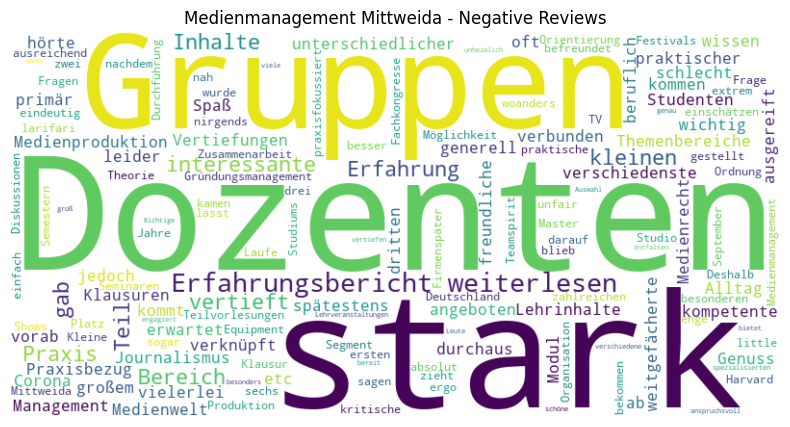 Medienmanagement Mittweida - Negative Reviews
hörte
ausreichend
zwei
nachdem
Fragen
primär
eindeutig
larifari
Medienproduktion
Gruppen
Inhalte
Durchführung
nah
wurde
Spaß
nirgends
viele
unterschiedlicher
praxisfokussiert
Fachkongresse
oft
unheimlich
Orientierung
befreundet
woanders
praktischer
schlecht
kommen
Studenten
einschätzen
TV
beruflich
Festivals
wissen
Frage
extrem
genau
wichtig
ausgereift
Themenbereiche
gestellt
Ordnung
verbunden
Möglichkeit
generell
praktische
besser
kleinen
verschiedenste
Vertiefungen
Zusammenarbeit
interessante
Gründungsmanagement
drei
Erfahrung
leider
Theorie
Diskussionen
Semestern
groß
kamen
lässt
Jahre
Richtige
Laufe
Studiums
Dozenten
dritten
Firmenspäter
freundliche
Teamspirit
unfair
Master
Auswahl
darauf
blieb
vertiefen
Studio
entfalten
Medienrecht
September
Deshalb
Alltag
Medienmanagement
einfach
gab
jedoch
Seminaren
Klausuren
Erfahrungsbericht weiterlesen
vertieft
spätestens
Deutschland
zahlreichen
angeboten
Lehrinhalte
weitgefächerte
besonderen
kompetente
enge
bietet
Shows
Platz
vorab
Kleine
Teil
kommt
Teilvorlesungen
engagiert
erwartet
Equipment
Lehrveranstaltungen
verknüpft
Journalismus
sogar
Klausur
Praxis
Praxisbezug
Corona
großem
Bereich
etc
vielerlei
besonders
sechs
Mittweida
Management
Medienwelt
Produktion
stark
Segment
ersten
bereit
sagen
kritische
absolut
zieht
ergo
durchaus
Leute
Modul
Organisation
schöne
verschiedene
bekommen
ab
little
spezialisierten
Genuss
Harvard
anspruchsvoll